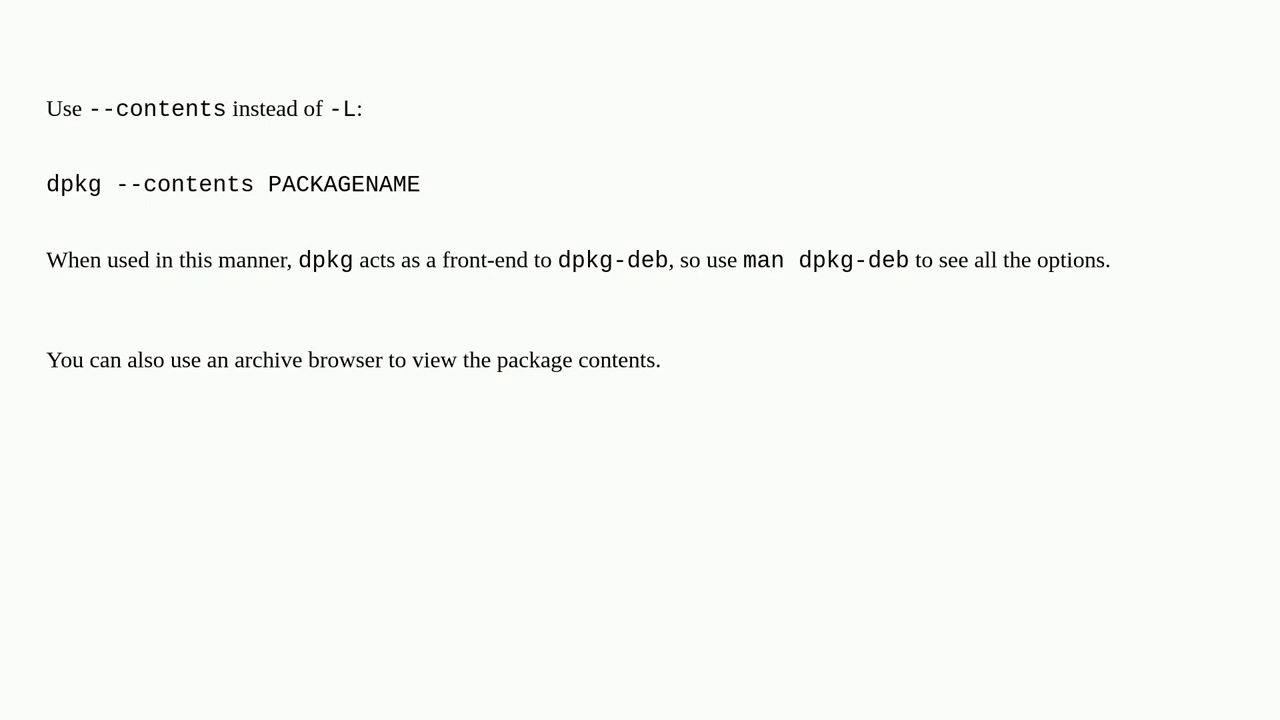 Use --contents instead of -L:
dpkg --contents PACKAGENAME
When used in this manner, dpkg acts as a front-end to dpkg-deb, so use man dpkg-deb to see all the options.
You can also use an archive browser to view the package contents.